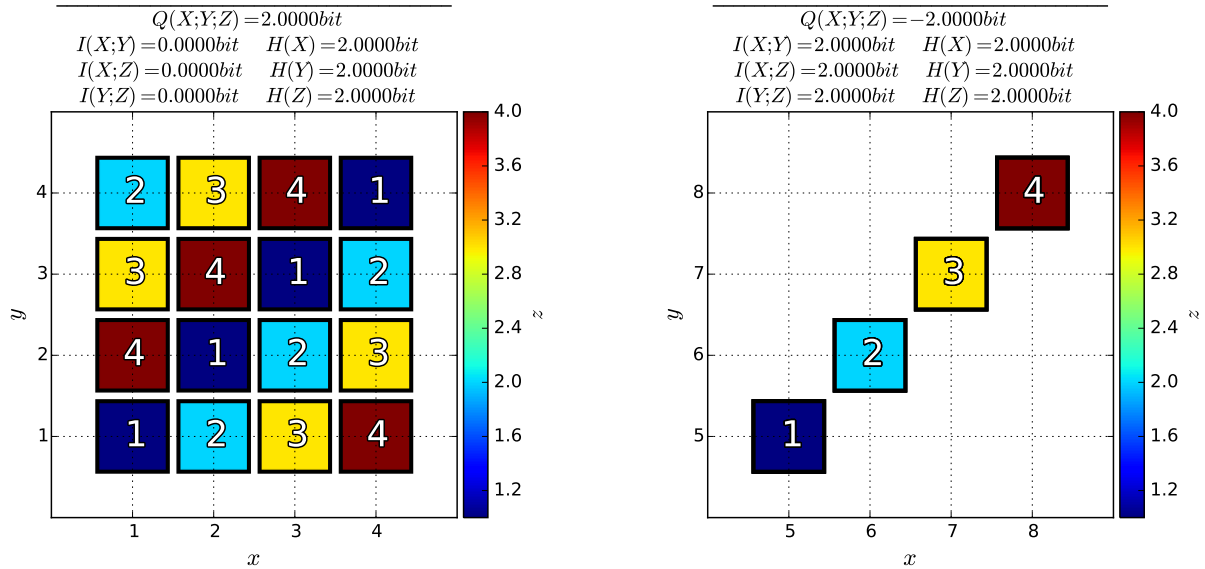 Q(X;Y;Z)=2.0000bit
I(X;Y)=0.0000bit H(X)=2.0000bit
I(X;Z)=0.0000bit H(Y)=2.0000bit
I(Y;Z)=0.0000bit H(Z)=2.0000bit
4.0
3.6
3.2
2.8
2.4
2.0
1.6
1.2
z
4
3
2
1
y
2 3 4 1
3 4 1 2
4 1 2 3
1 2 3 4
1 2 3 4
x
Q(X;Y;Z)=−2.0000bit
I(X;Y)=2.0000bit H(X)=2.0000bit
I(X;Z)=2.0000bit H(Y)=2.0000bit
I(Y;Z)=2.0000bit H(Z)=2.0000bit
4.0
3.6
3.2
2.8
2.4
2.0
1.6
1.2
z
8
7
6
5
y
4
3
2
1
5 6 7 8
x